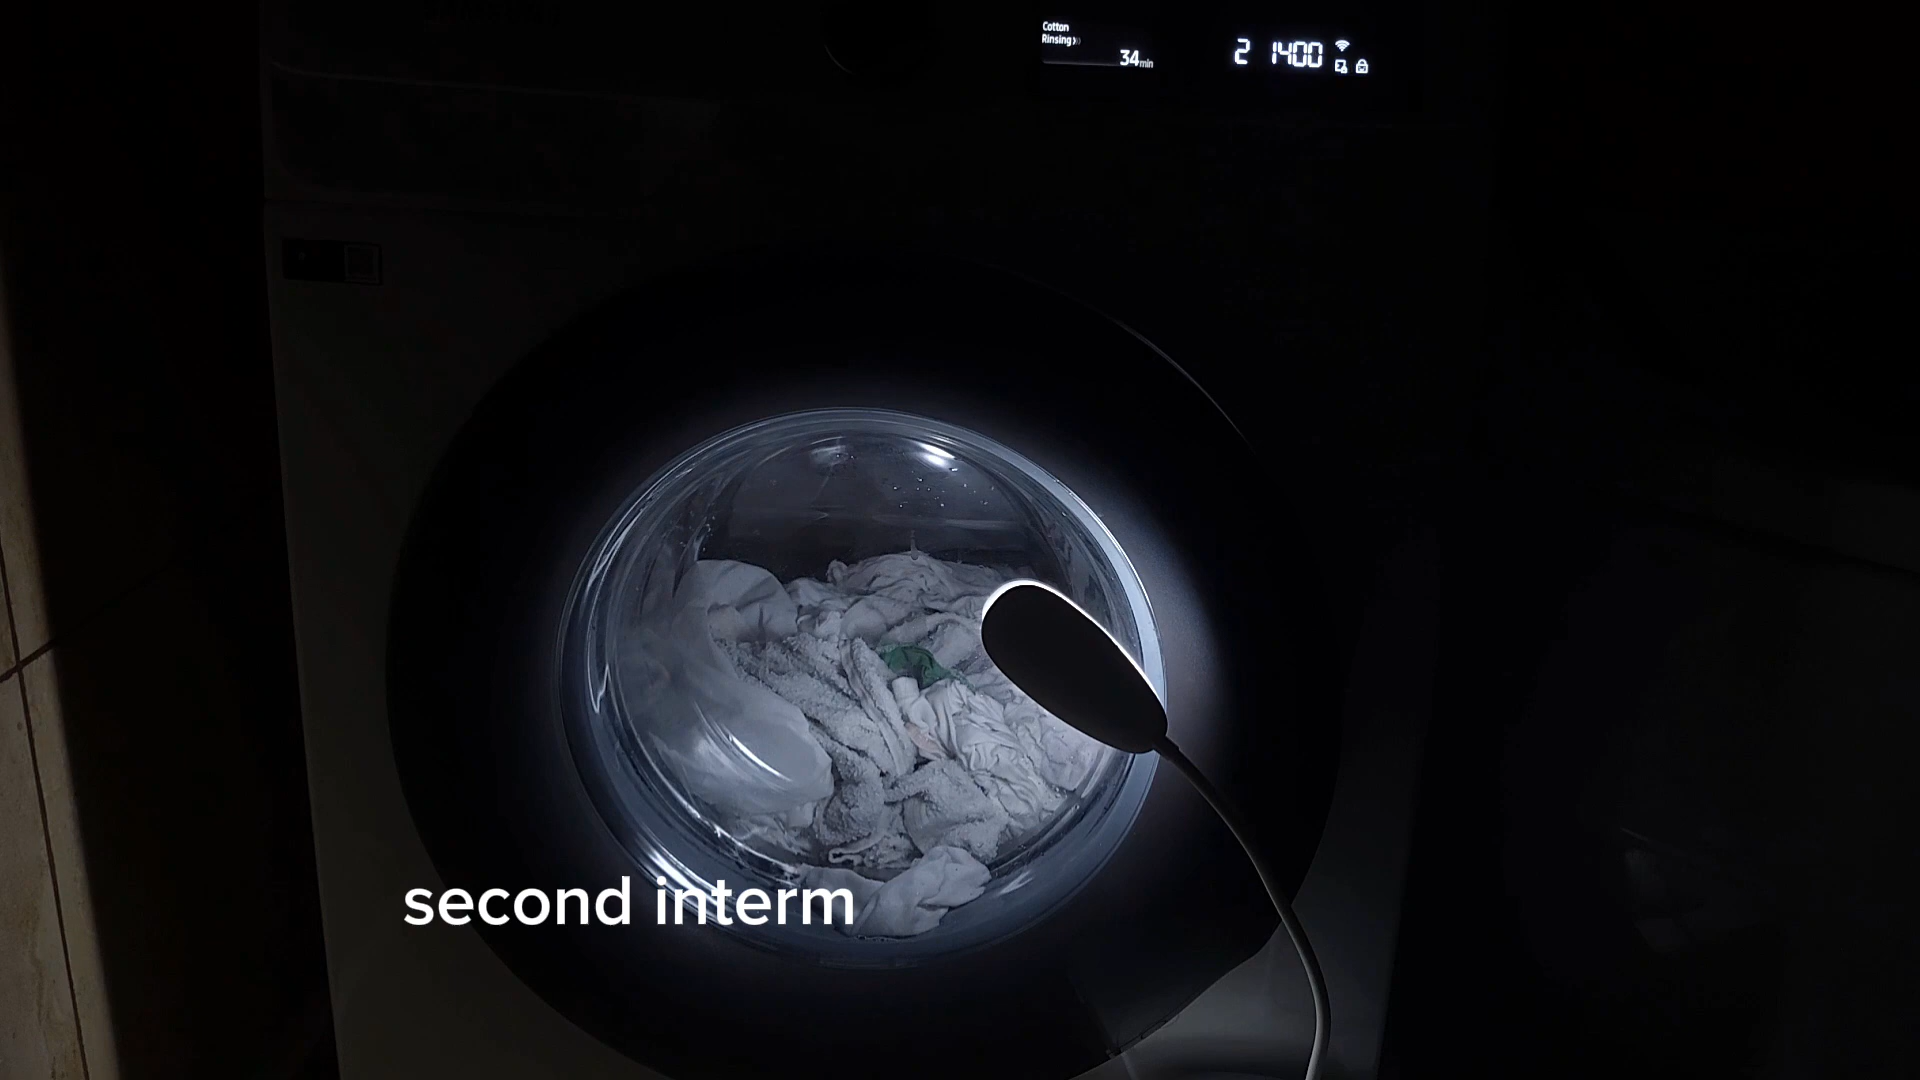 Cotton
Rinsing
34min
2 1400
second interm